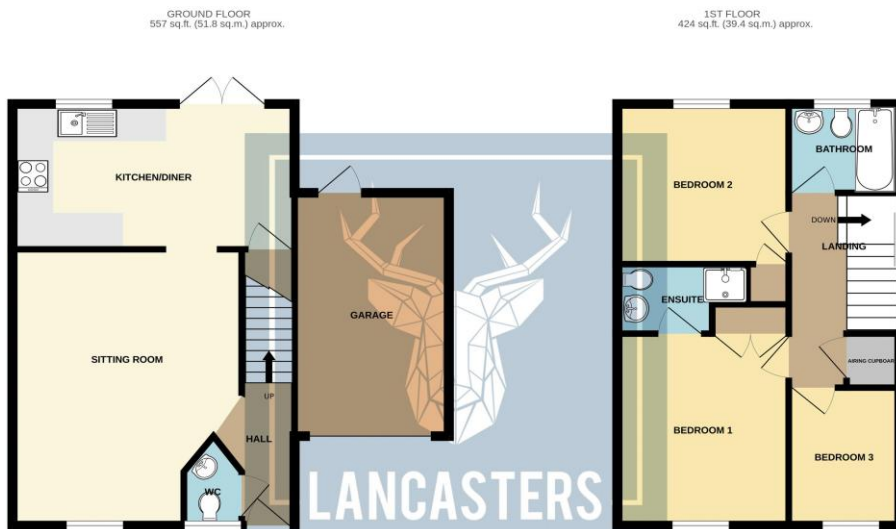 GROUND FLOOR
557 sq.ft. (51.8 sq.m.) approx.
KITCHEN/DINER
SITTING ROOM
UP
HALL
WC
GARAGE
LANCASTERS
1ST FLOOR
424 sq.ft. (39.4 sq.m.) approx.
BATHROOM
BEDROOM 2
DOWN
LANDING
ENSUITE
AIRING CUPBOARD
BEDROOM 1
BEDROOM 3